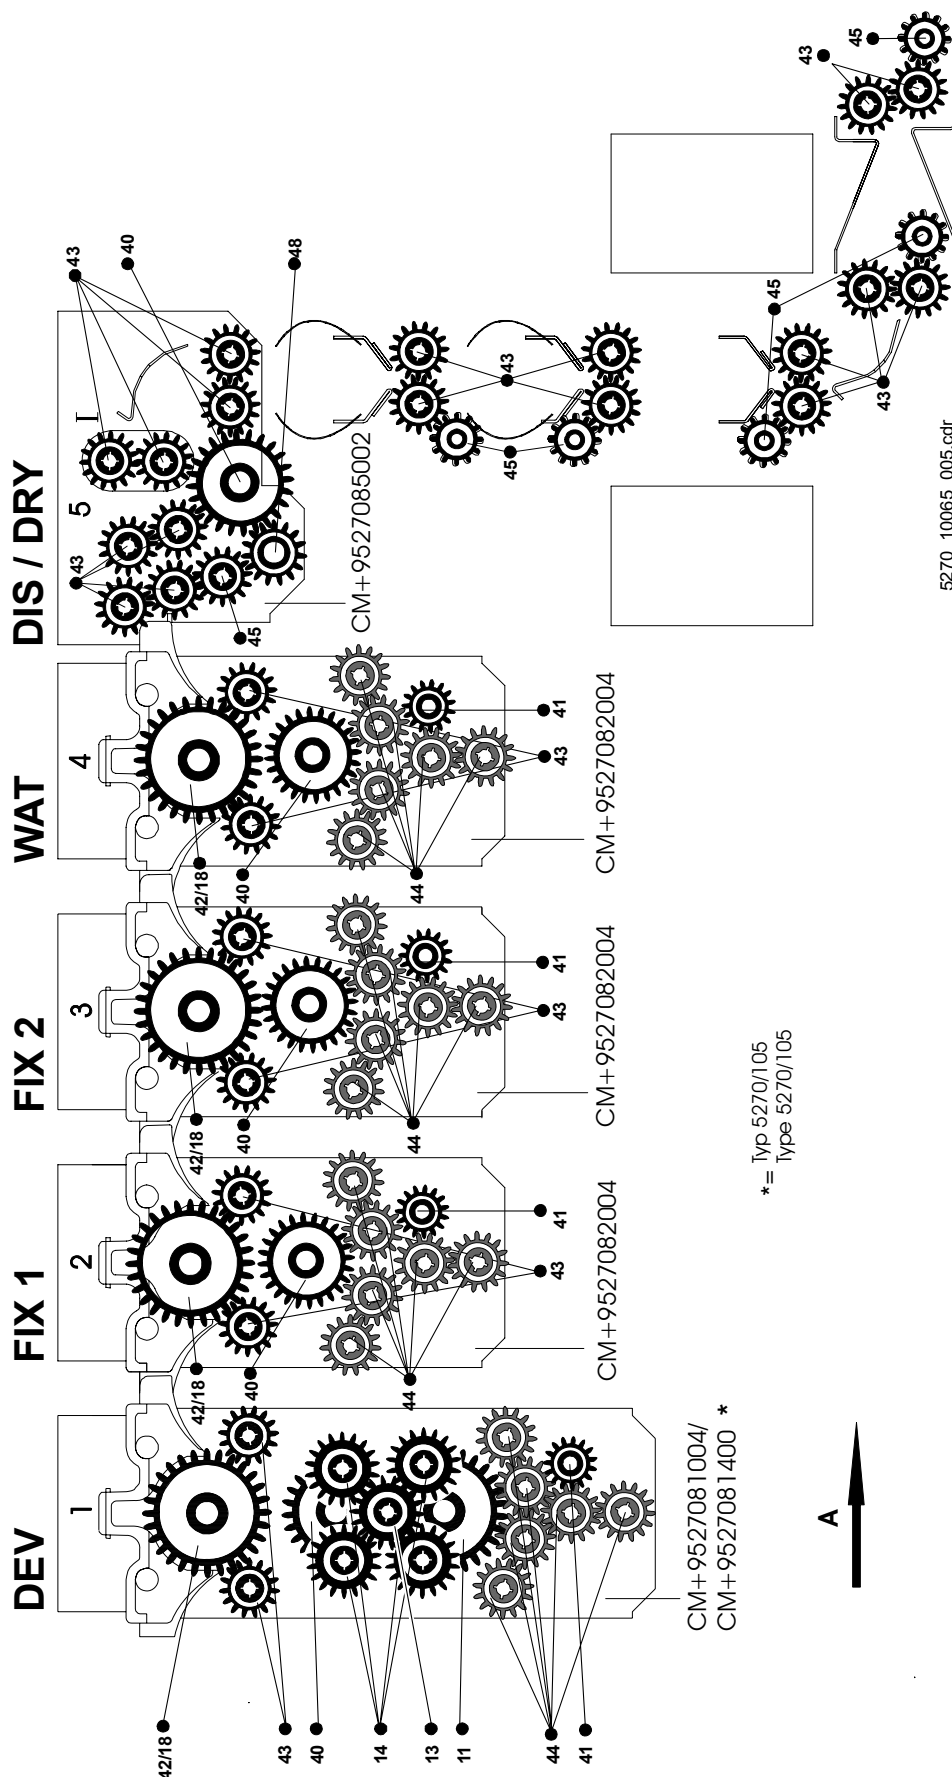 DEV
FIX 1
FIX 2
WAT
DIS / DRY
1
2
3
4
5
I
42/18
43
40
14
13
11
44
41
CM+9527081004/
CM+9527081400 *
42/18
40
44
43
41
CM+9527082004
42/18
40
44
43
41
CM+9527082004
42/18
40
44
43
41
CM+9527082004
43
45
43
40
48
CM+9527085002
43
45
45
43
43
45
A
*= Typ 5270/105
Type 5270/105
5270_10065_005.cdr